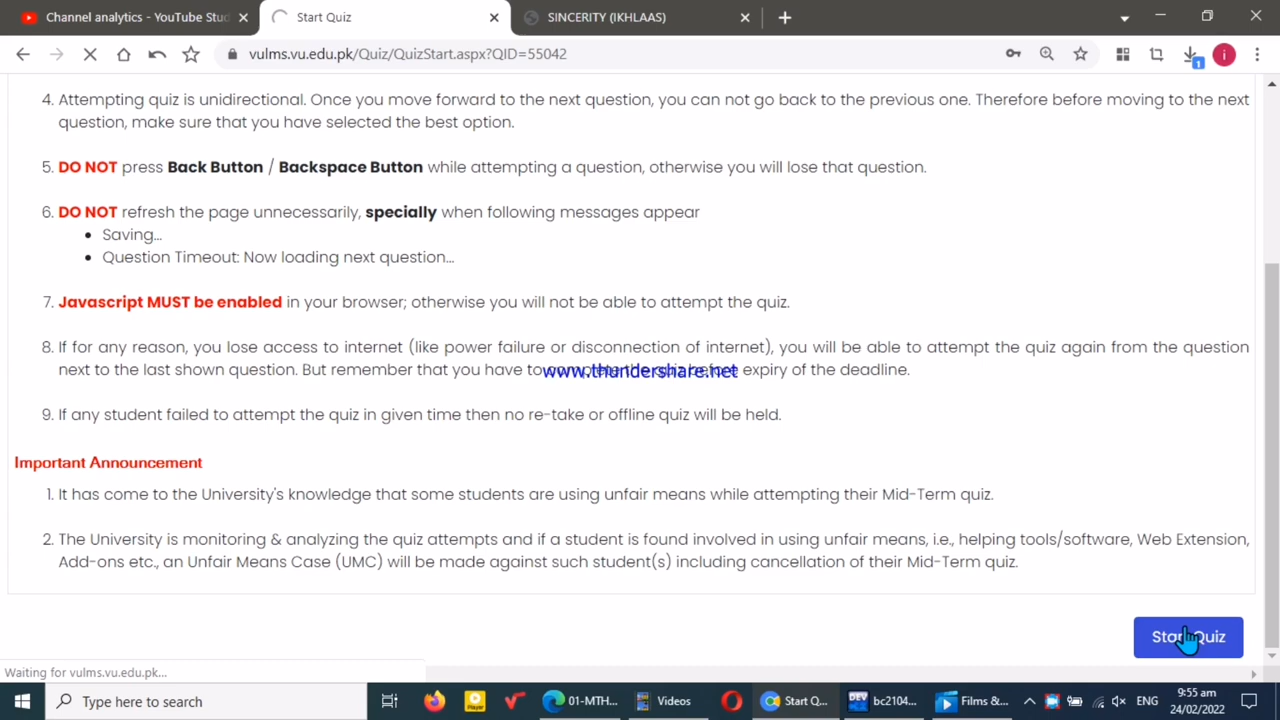 Channel analytics - YouTube Stud
Start Quiz
SINCERITY (IKHLAAS)
vulms.vu.edu.pk/Quiz/QuizStart.aspx?QID=55042
1
i
4. Attempting quiz is unidirectional. Once you move forward to the next question, you can not go back to the previous one. Therefore before moving to the next
question, make sure that you have selected the best option.
5. DO NOT press Back Button / Backspace Button while attempting a question, otherwise you will lose that question.
6. DO NOT refresh the page unnecessarily, specially when following messages appear
• Saving...
• Question Timeout: Now loading next question...
7. Javascript MUST be enabled in your browser; otherwise you will not be able to attempt the quiz.
8. If for any reason, you lose access to internet (like power failure or disconnection of internet), you will be able to attempt the quiz again from the question
next to the last shown question. But remember that you have to complete the quiz before expiry of the deadline.
www.thundershare.net
9. If any student failed to attempt the quiz in given time then no re-take or offline quiz will be held.
Important Announcement
1. It has come to the University's knowledge that some students are using unfair means while attempting their Mid-Term quiz.
2. The University is monitoring & analyzing the quiz attempts and if a student is found involved in using unfair means, i.e., helping tools/software, Web Extension,
Add-ons etc., an Unfair Means Case (UMC) will be made against such student(s) including cancellation of their Mid-Term quiz.
Start Quiz
Waiting for vulms.vu.edu.pk...
Type here to search
01-MTH...
Videos
Start Q...
DEV
bc2104...
Films &...
ENG
9:55 am
24/02/2022